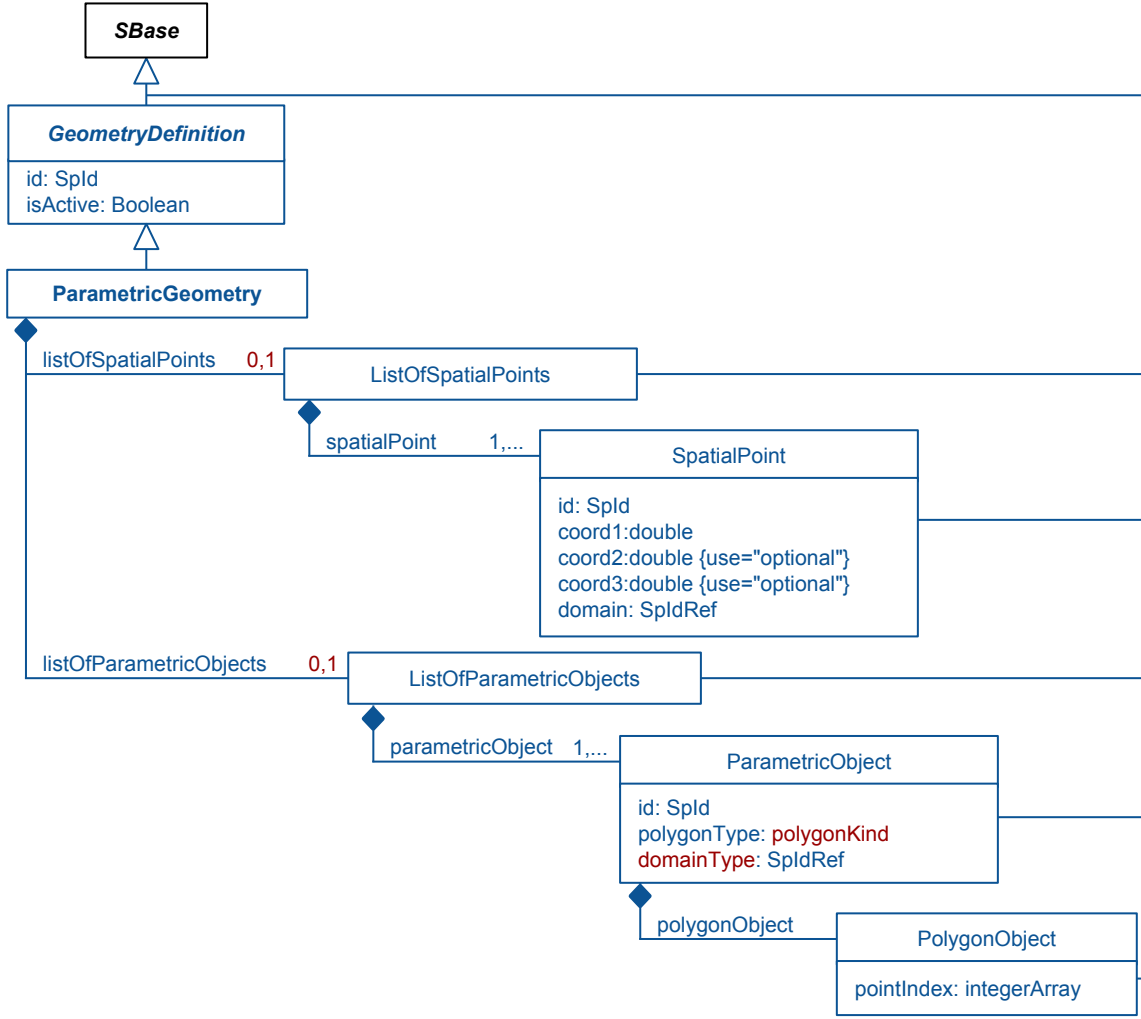 SBase
GeometryDefinition
id: SpId
isActive: Boolean
ParametricGeometry
listOfSpatialPoints 0,1
ListOfSpatialPoints
spatialPoint 1,...
SpatialPoint
id: SpId
coord1:double
coord2:double {use="optional"}
coord3:double {use="optional"}
domain: SpIdRef
listOfParametricObjects 0,1
ListOfParametricObjects
parametricObject 1,...
ParametricObject
id: SpId
polygonType: polygonKind
domainType: SpIdRef
polygonObject
PolygonObject
pointIndex: integerArray